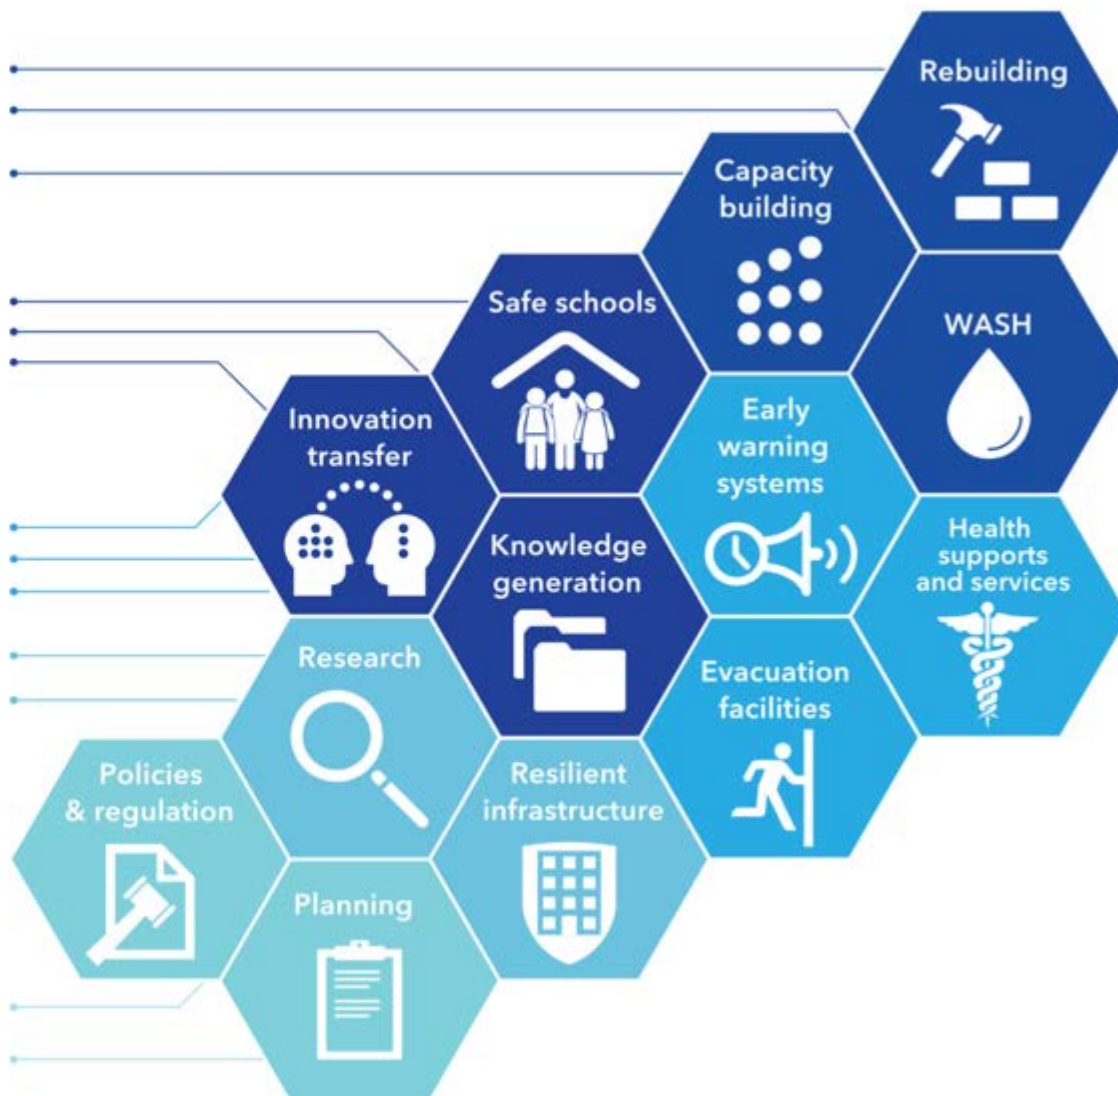 Rebuilding
Capacity
building
Safe schools
WASH
Innovation
transfer
Early
warning
systems
Knowledge
generation
Health
supports
and services
Research
Evacuation
facilities
Policies
& regulation
Resilient
infrastructure
Planning